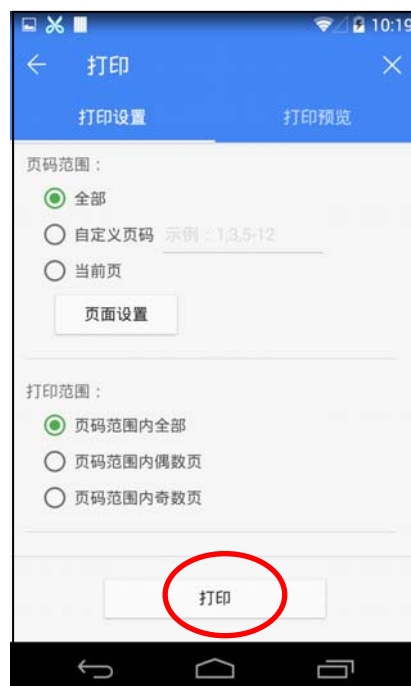 10:19
打印
打印设置
打印预览
页码范围：
全部
自定义页码 示例：1,3,5-12
当前页
页面设置
打印范围：
页码范围内全部
页码范围内偶数页
页码范围内奇数页
打印